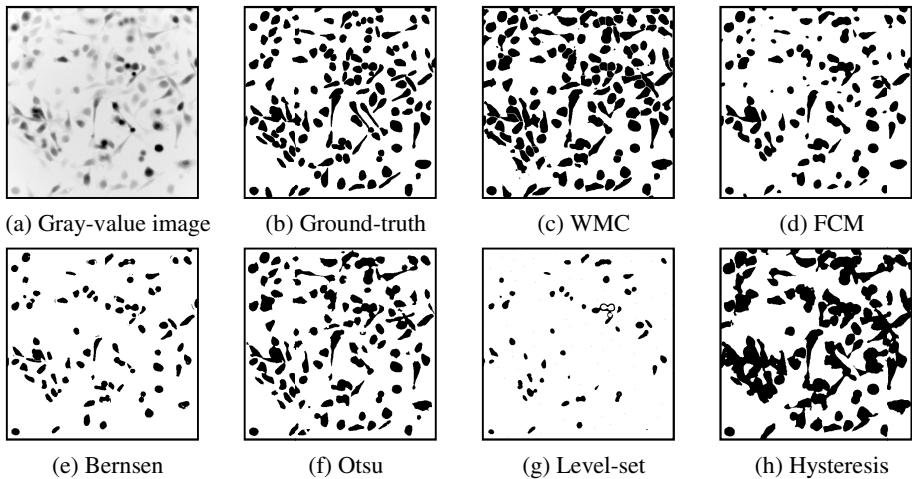 (a) Gray-value image
(b) Ground-truth
(c) WMC
(d) FCM
(e) Bernsen
(f) Otsu
(g) Level-set
(h) Hysteresis